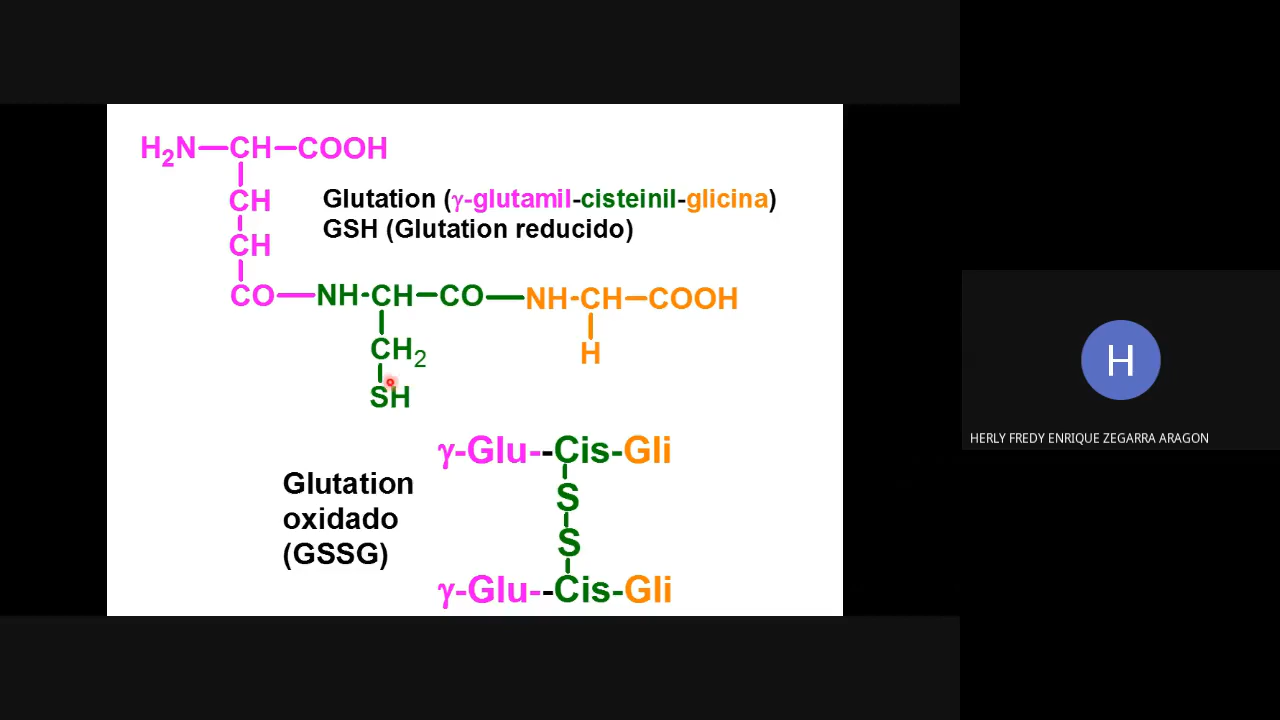 H₂N—CH—COOH
CH
Glutation (γ-glutamil-cisteinil-glicina)
GSH (Glutation reducido)
CH
CO—NH-CH—CO—NH-CH—COOH
CH₂
H
SH
γ-Glu--Cis-Gli
Glutation
S
oxidado
S
(GSSG)
γ-Glu--Cis-Gli
H
HERLY FREDY ENRIQUE ZEGARRA ARAGON